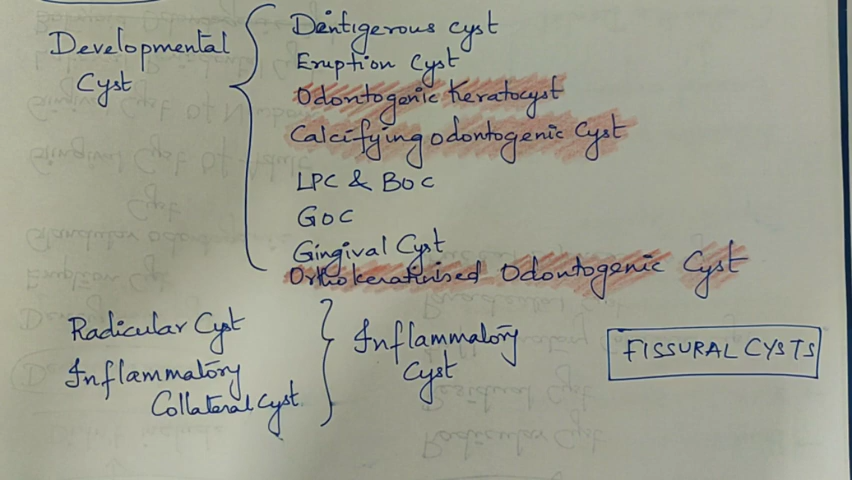 Developmental
Cyst
Dentigerous Cyst
Eruption Cyst
Odontogenic Keratocyst
Calcifying Odontogenic Cyst
LPC & BOC
GOC
Gingival Cyst
Orthokeratinised Odontogenic Cyst
Radicular Cyst
Inflammatory
Collateral Cyst
Inflammatory
Cyst
FISSURAL CYSTS